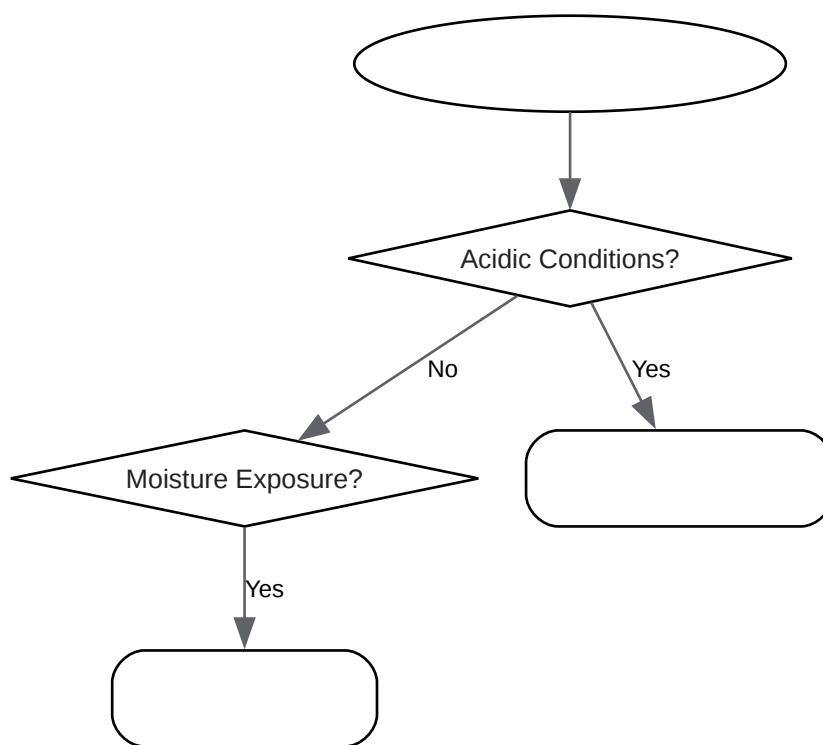 Acidic Conditions?
No
Yes
Moisture Exposure?
Yes